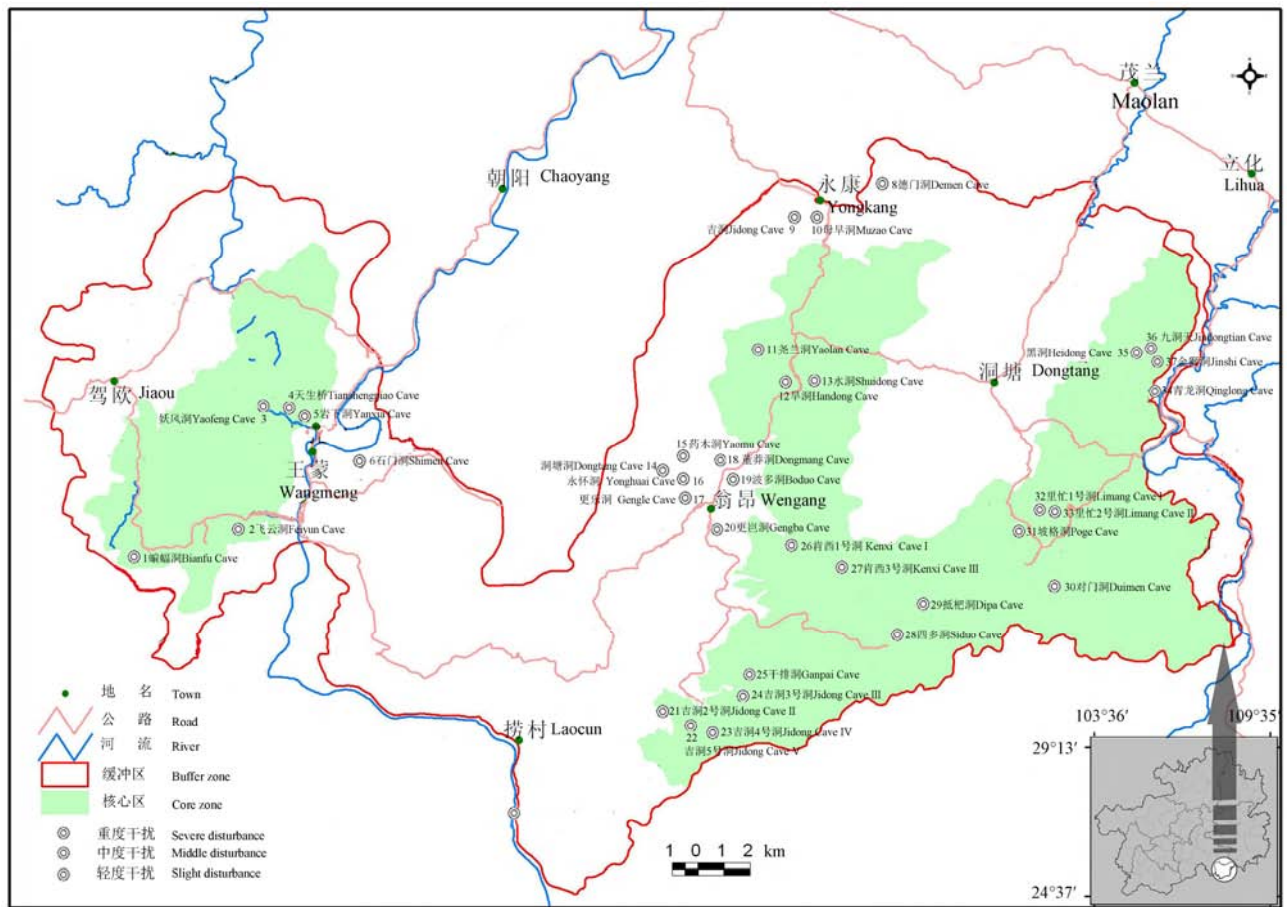 茂兰
Maolan
立化
Lihua
朝阳 Chaoyang
永康
Yongkang
8德门洞Demen Cave
吉洞Jidong Cave 9
10母早洞Muzao Cave
11尧兰洞Yaolan Cave
13水洞Shuidong Cave
12旱洞Handong Cave
洞塘
Dongtang
36 九洞天Jiudongtian Cave
黑洞Heidong Cave 35
37金狮洞Jinshi Cave
34青龙洞Qinglong Cave
驾欧 Jiaou
4天生桥Tianshengqiao Cave
妖风洞Yaofeng Cave 3
5岩下洞Yanxia Cave
王蒙
Wangmeng
6石门洞Shimen Cave
2飞云洞Feiyun Cave
1蝙蝠洞Bianfu Cave
15药木洞Yaomu Cave
洞塘洞Dongtang Cave 14
18 董莽洞Dongmang Cave
永怀洞 Yonghuai Cave 16
19波多洞Boduo Cave
更乐洞 Gengle Cave 17
翁昂 Wengang
20更岜洞Gengba Cave
26肯西1号洞 Kenxi Cave I
27肯西3号洞Kenxi Cave III
32里忙1号洞Limang Cave I
33里忙2号洞Limang Cave II
31坡格洞Poge Cave
30对门洞Duimen Cave
29抵杷洞Dipa Cave
28四多洞Siduo Cave
25干排洞Ganpai Cave
24吉洞3号洞Jidong Cave III
21吉洞2号洞Jidong Cave II
22
23吉洞4号洞Jidong Cave IV
吉洞5号洞Jidong Cave V
捞村 Laocun
地 名 Town
公 路 Road
河 流 River
缓冲区 Buffer zone
核心区 Core zone
重度干扰 Severe disturbance
中度干扰 Middle disturbance
轻度干扰 Slight disturbance
1 0 1 2 km
103°36' 109°35'
29°13'
24°37'